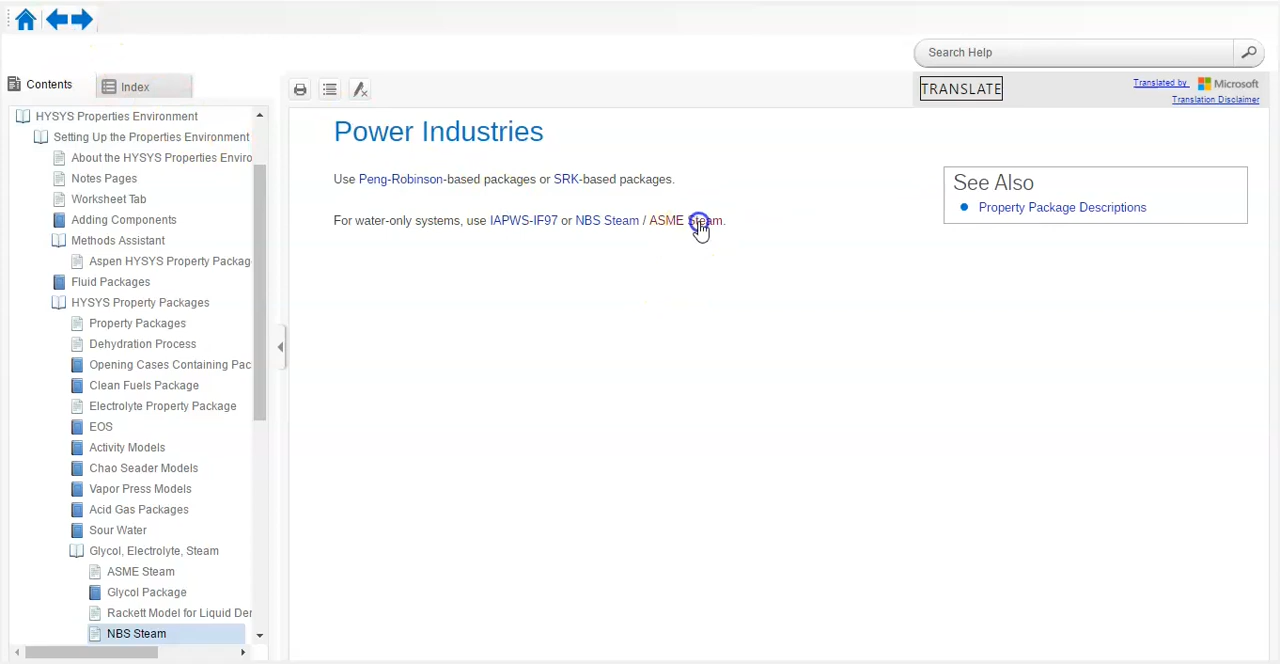 Search Help
Contents
Index
TRANSLATE
Translated by
Microsoft
Translation Disclaimer
HYSYS Properties Environment
Setting Up the Properties Environment
About the HYSYS Properties Enviro
Notes Pages
Worksheet Tab
Adding Components
Methods Assistant
Aspen HYSYS Property Packag
Fluid Packages
HYSYS Property Packages
Property Packages
Dehydration Process
Opening Cases Containing Pac
Clean Fuels Package
Electrolyte Property Package
EOS
Activity Models
Chao Seader Models
Vapor Press Models
Acid Gas Packages
Sour Water
Glycol, Electrolyte, Steam
ASME Steam
Glycol Package
Rackett Model for Liquid Der
NBS Steam
Power Industries
Use Peng-Robinson-based packages or SRK-based packages.
For water-only systems, use IAPWS-IF97 or NBS Steam / ASME Steam.
See Also
Property Package Descriptions